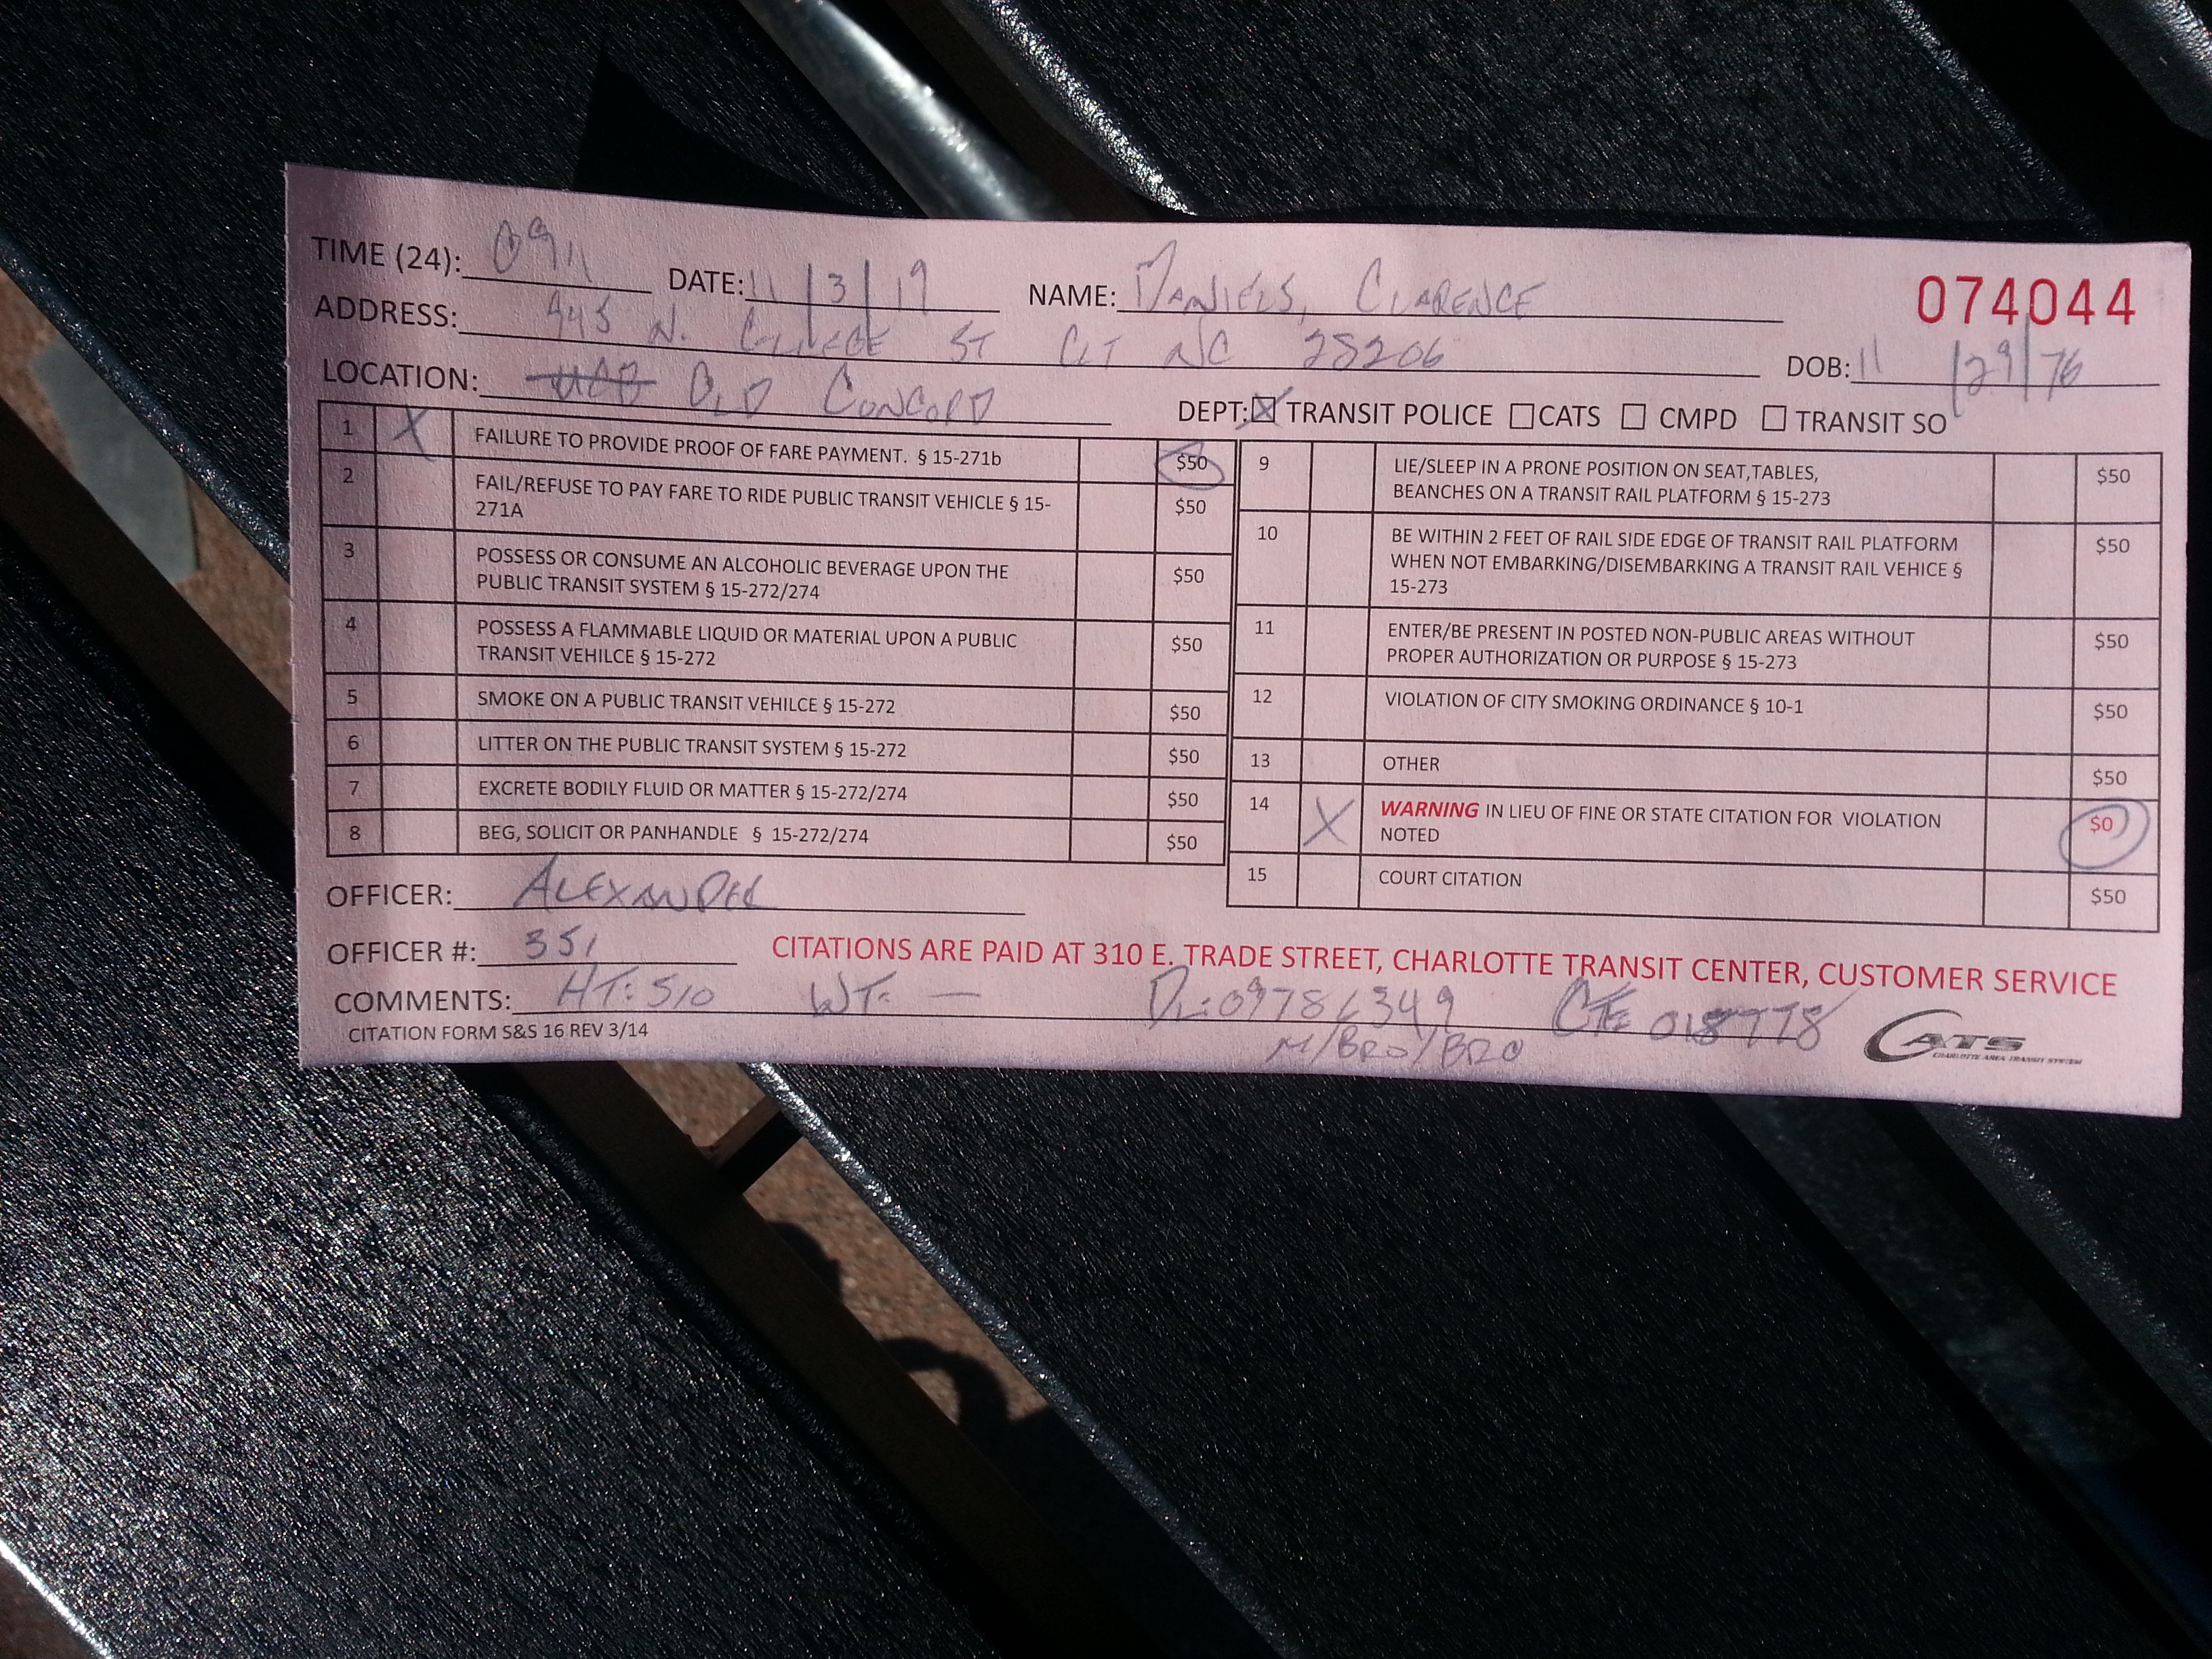 TIME (24): 0911 DATE: 11/3/19 NAME: DANIELS, CLARENCE 074044
ADDRESS: 945 N. COLLEGE ST CLT NC 28206 DOB: 11/29/76
LOCATION: OLD CONCORD
DEPT: TRANSIT POLICE CATS CMPD TRANSIT SO
1 X FAILURE TO PROVIDE PROOF OF FARE PAYMENT. § 15-271b $50
2 FAIL/REFUSE TO PAY FARE TO RIDE PUBLIC TRANSIT VEHICLE § 15-
271A $50
3 POSSESS OR CONSUME AN ALCOHOLIC BEVERAGE UPON THE
PUBLIC TRANSIT SYSTEM § 15-272/274 $50
4 POSSESS A FLAMMABLE LIQUID OR MATERIAL UPON A PUBLIC
TRANSIT VEHILCE § 15-272 $50
5 SMOKE ON A PUBLIC TRANSIT VEHILCE § 15-272 $50
6 LITTER ON THE PUBLIC TRANSIT SYSTEM § 15-272 $50
7 EXCRETE BODILY FLUID OR MATTER § 15-272/274 $50
8 BEG, SOLICIT OR PANHANDLE § 15-272/274 $50
9 LIE/SLEEP IN A PRONE POSITION ON SEAT,TABLES,
BEANCHES ON A TRANSIT RAIL PLATFORM § 15-273 $50
10 BE WITHIN 2 FEET OF RAIL SIDE EDGE OF TRANSIT RAIL PLATFORM
WHEN NOT EMBARKING/DISEMBARKING A TRANSIT RAIL VEHICE §
15-273 $50
11 ENTER/BE PRESENT IN POSTED NON-PUBLIC AREAS WITHOUT
PROPER AUTHORIZATION OR PURPOSE § 15-273 $50
12 VIOLATION OF CITY SMOKING ORDINANCE § 10-1 $50
13 OTHER $50
14 X WARNING IN LIEU OF FINE OR STATE CITATION FOR VIOLATION
NOTED $0
15 COURT CITATION $50
OFFICER: ALEXANDER
OFFICER #: 351 CITATIONS ARE PAID AT 310 E. TRADE STREET, CHARLOTTE TRANSIT CENTER, CUSTOMER SERVICE
COMMENTS: HT: 510 WT: — DL: 09786349
M/BRO/BRO
CITATION FORM S&S 16 REV 3/14
CATS
CHARLOTTE AREA TRANSIT SYSTEM